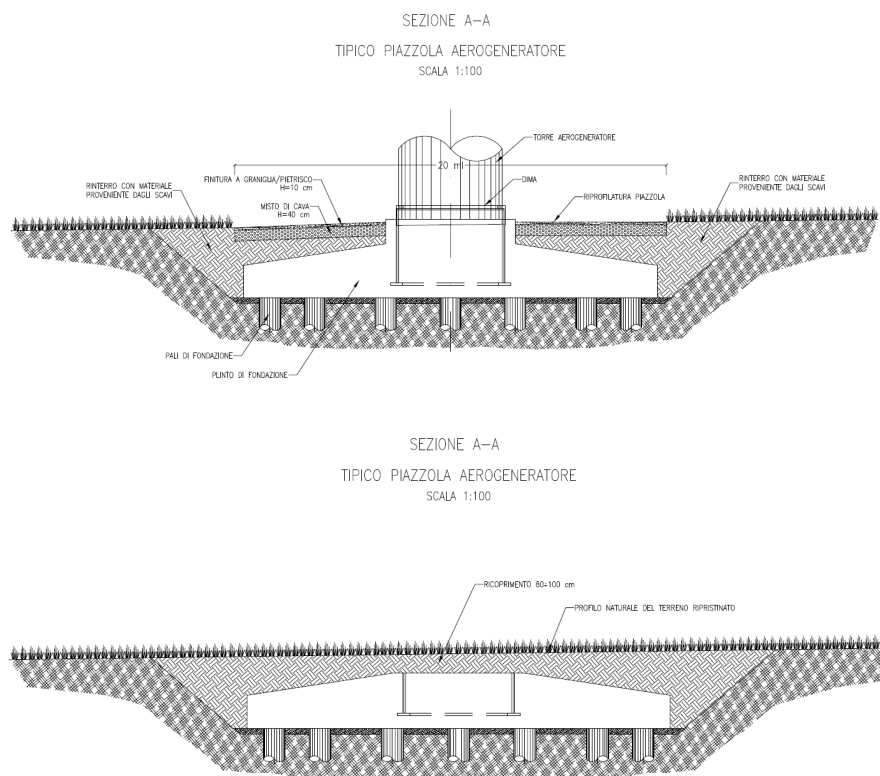 SEZIONE A-A
TIPICO PIAZZOLA AEROGENERATORE
SCALA 1:100
TORRE AEROGENERATORE
20 ml
RINTERRO CON MATERIALE
PROVENIENTE DAGLI SCAVI
FINITURA A GRANIGLIA/PIETRISCO
H=10 cm
DIMA
RINTERRO CON MATERIALE
PROVENIENTE DAGLI SCAVI
MISTO DI CAVA
H=40 cm
RIPROFILATURA PIAZZOLA
PALI DI FONDAZIONE
PLINTO DI FONDAZIONE
SEZIONE A-A
TIPICO PIAZZOLA AEROGENERATORE
SCALA 1:100
RICOPRIMENTO 80÷100 cm
PROFILO NATURALE DEL TERRENO RIPRISTINATO